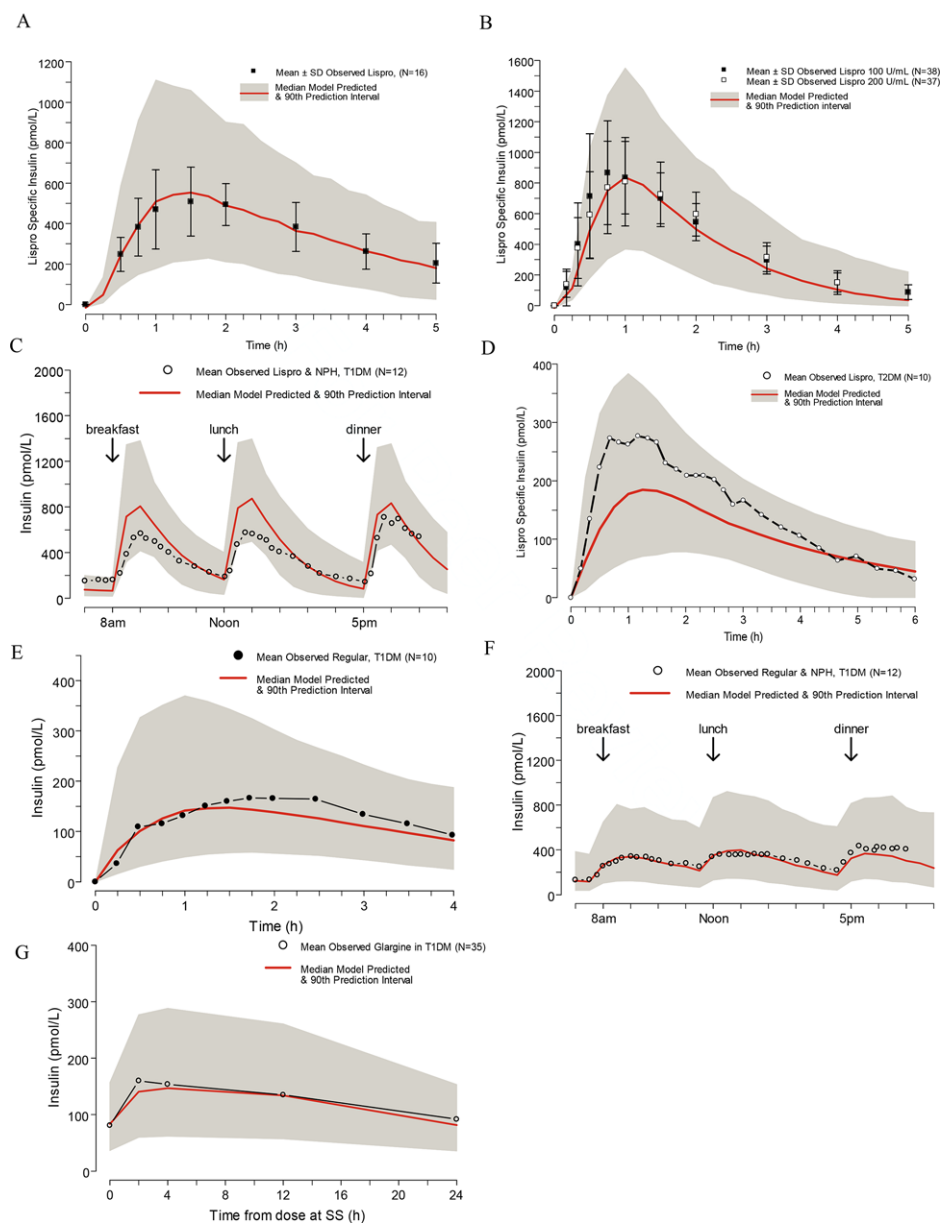 A
Mean ± SD Observed Lispro, (N=16)
Median Model Predicted
& 90th Prediction Interval
Lispro Specific Insulin (pmol/L)
1200
1000
800
600
400
200
0
0 1 2 3 4 5
Time (h)
B
Mean ± SD Observed Lispro 100 U/mL (N=38)
Mean ± SD Observed Lispro 200 U/mL (N=37)
Median Model Predicted
& 90th Prediction interval
Lispro Specific Insulin (pmol/L)
1600
1400
1200
1000
800
600
400
200
0
0 1 2 3 4 5
Time (h)
C
Mean Observed Lispro & NPH, T1DM (N=12)
Median Model Predicted & 90th Prediction Interval
Insulin (pmol/L)
2000
1600
1200
800
400
0
breakfast lunch dinner
8am Noon 5pm
D
Mean Observed Lispro, T2DM (N=10)
Median Model Predicted
& 90th Prediction Interval
Lispro Specific Insulin (pmol/L)
400
300
200
100
0
0 1 2 3 4 5 6
Time (h)
E
Mean Observed Regular, T1DM (N=10)
Median Model Predicted
& 90th Prediction Interval
Insulin (pmol/L)
400
300
200
100
0
0 1 2 3 4
Time (h)
F
Mean Observed Regular & NPH, T1DM (N=12)
Median Model Predicted & 90th Prediction Interval
Insulin (pmol/L)
2000
1600
1200
800
400
0
breakfast lunch dinner
8am Noon 5pm
G
Mean Observed Glargine in T1DM (N=35)
Median Model Predicted
& 90th Prediction Interval
Insulin (pmol/L)
400
300
200
100
0
0 4 8 12 16 20 24
Time from dose at SS (h)